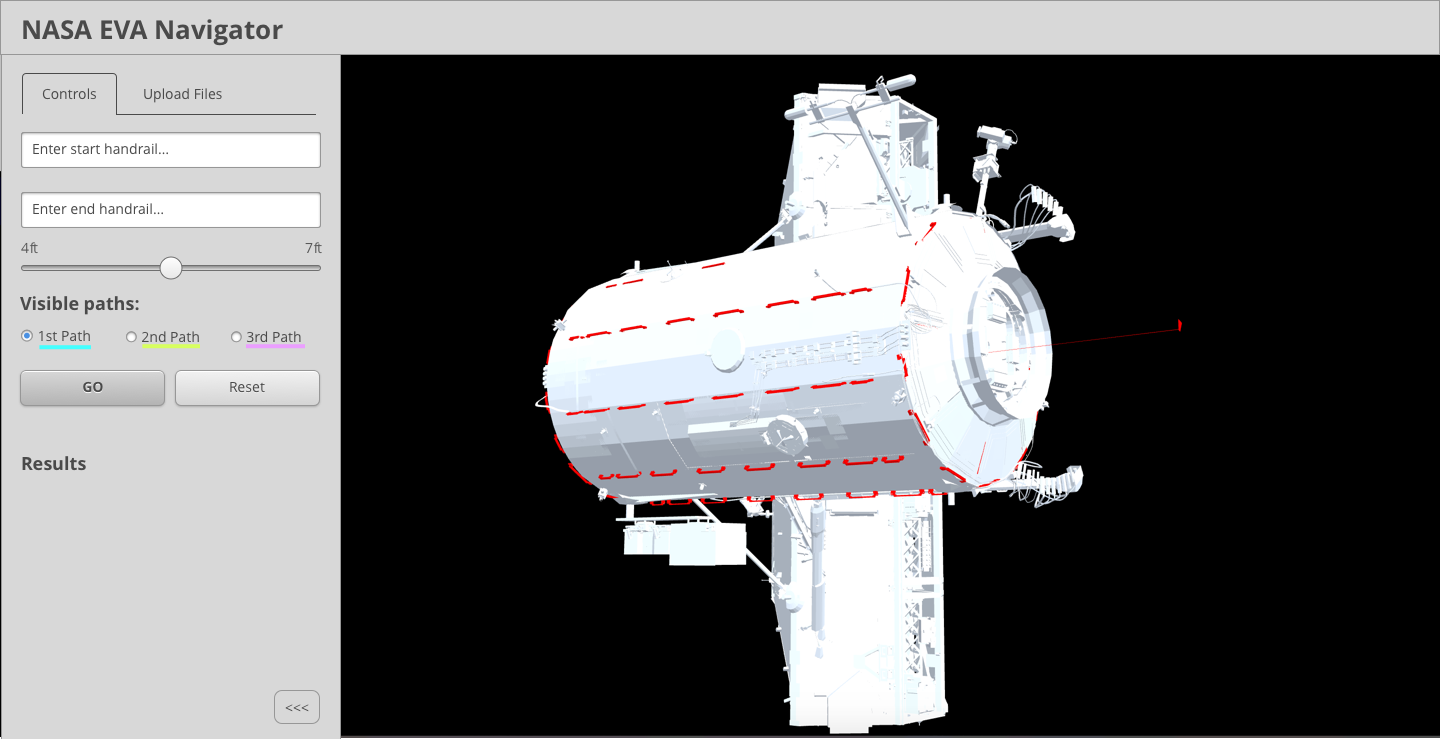 NASA EVA Navigator
Controls Upload Files
Enter start handrail...
Enter end handrail...
4ft 7ft
Visible paths:
1st Path 2nd Path 3rd Path
GO Reset
Results
<<<